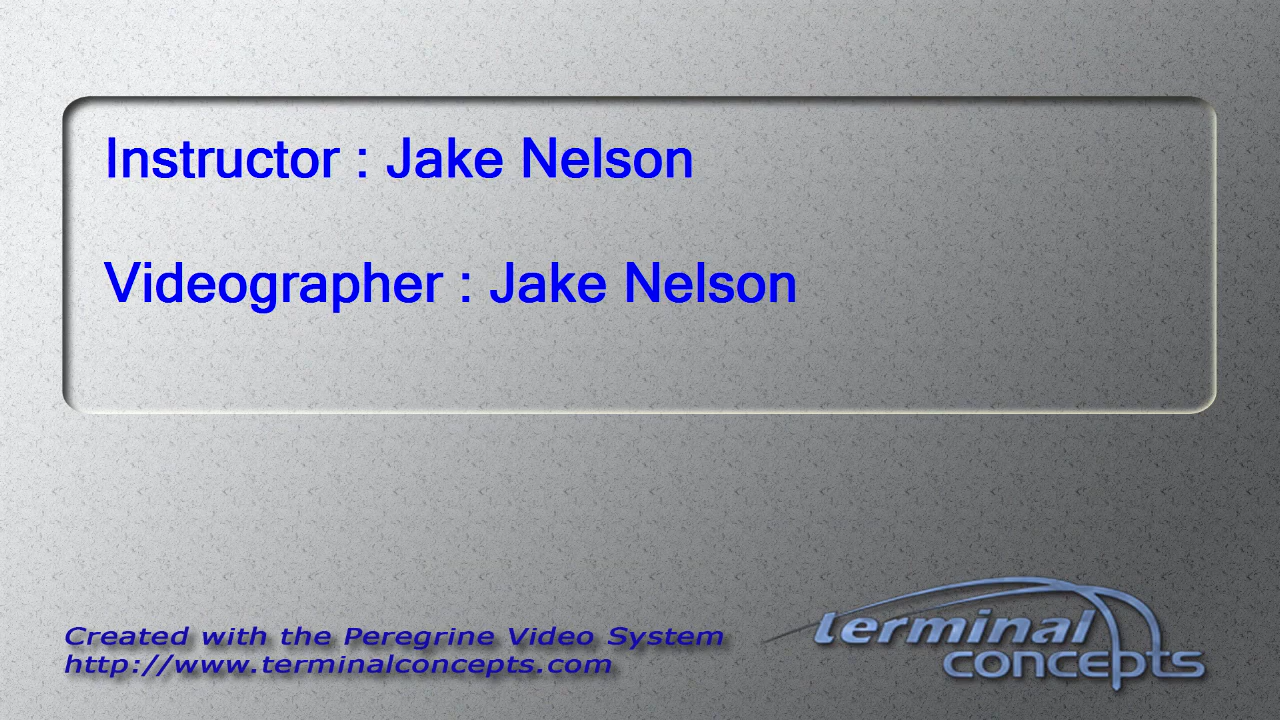 Instructor : Jake Nelson
Videographer : Jake Nelson
Created with the Peregrine Video System
http://www.terminalconcepts.com
terminal
concepts